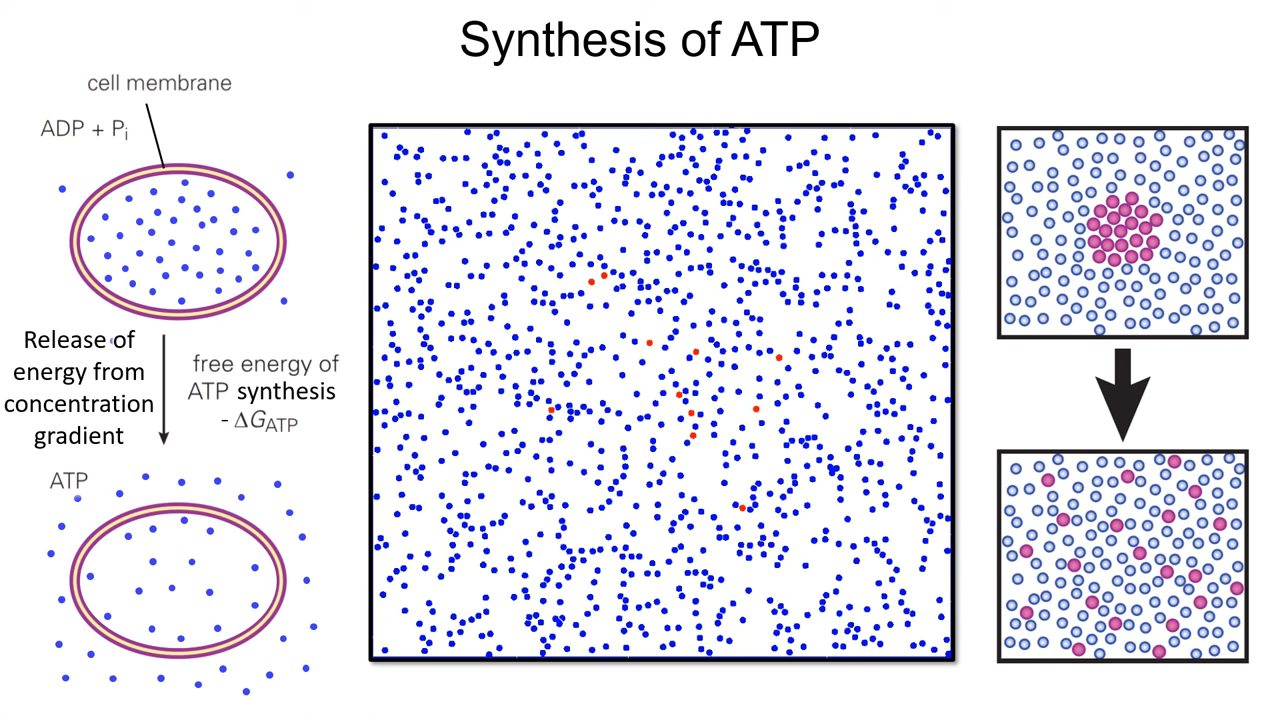 Synthesis of ATP
cell membrane
ADP + Pi
Release of
energy from
concentration
gradient
free energy of
ATP synthesis
- ΔGATP
ATP